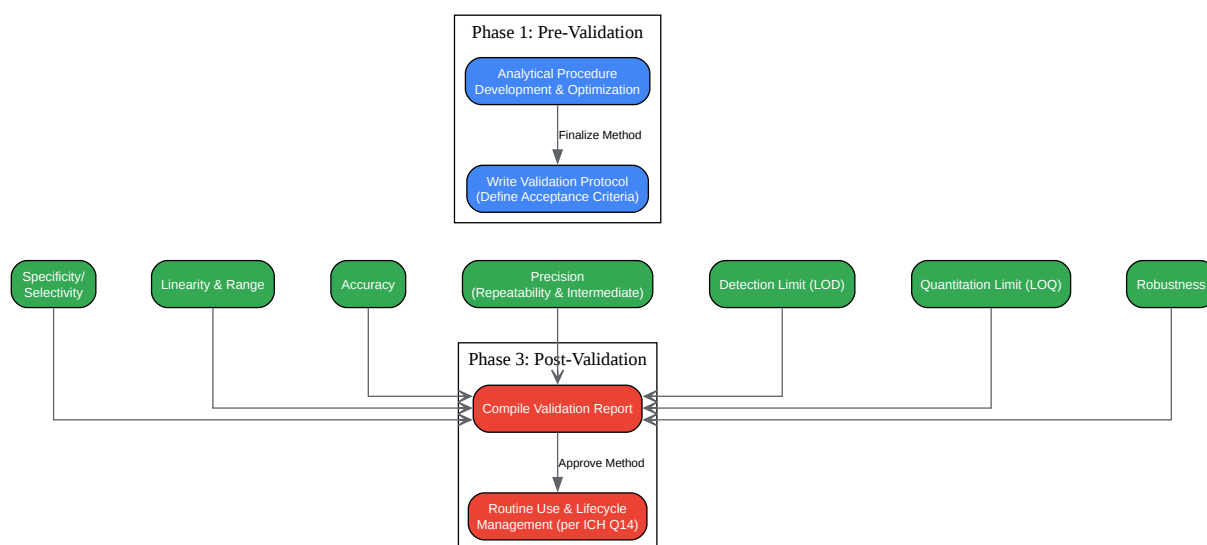 Phase 1: Pre-Validation
Analytical Procedure
Development & Optimization
Finalize Method
Write Validation Protocol
(Define Acceptance Criteria)
Specificity/
Selectivity
Linearity & Range
Accuracy
Precision
(Repeatability & Intermediate)
Detection Limit (LOD)
Quantitation Limit (LOQ)
Robustness
Phase 3: Post-Validation
Compile Validation Report
Approve Method
Routine Use & Lifecycle
Management (per ICH Q14)